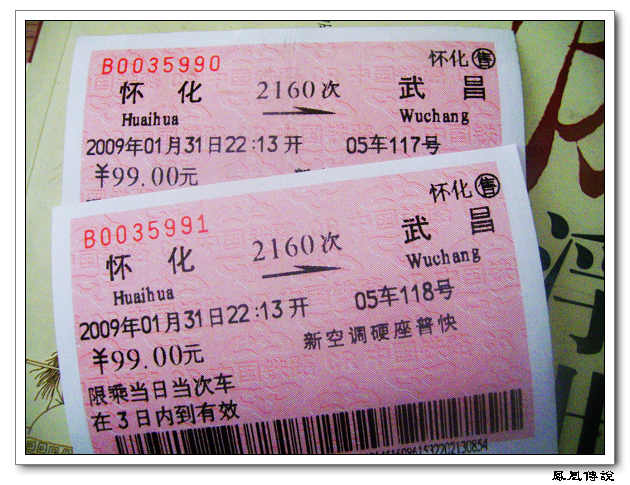 B0035990 怀化售
怀 化 2160次 武 昌
Huaihua Wuchang
2009年01月31日22:13开 05车117号
￥99.00元
B0035991 怀化售
怀 化 2160次 武 昌
Huaihua Wuchang
2009年01月31日22:13开 05车118号
￥99.00元 新空调硬座普快
限乘当日当次车
在3日内到有效
鳳凰傳說